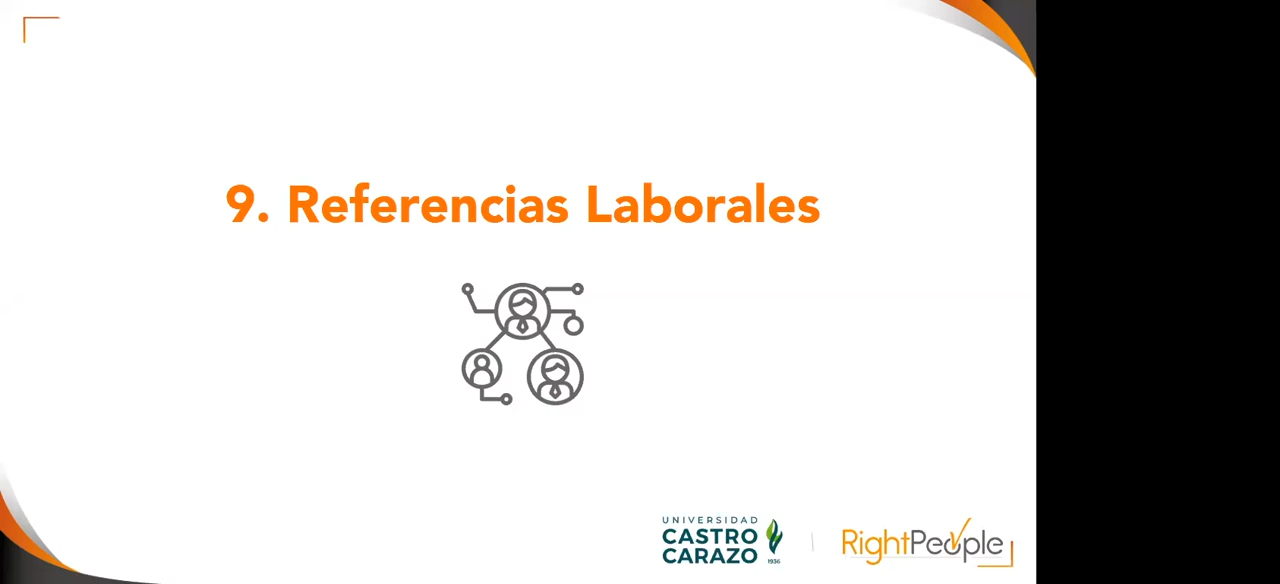 9. Referencias Laborales
UNIVERSIDAD
CASTRO
CARAZO
1936
RightPeople